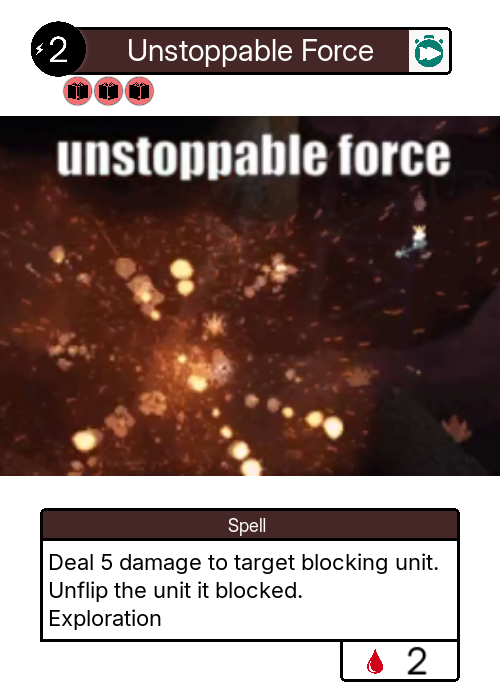 2
Unstoppable Force
unstoppable force
Spell
Deal 5 damage to target blocking unit.
Unflip the unit it blocked.
Exploration
2